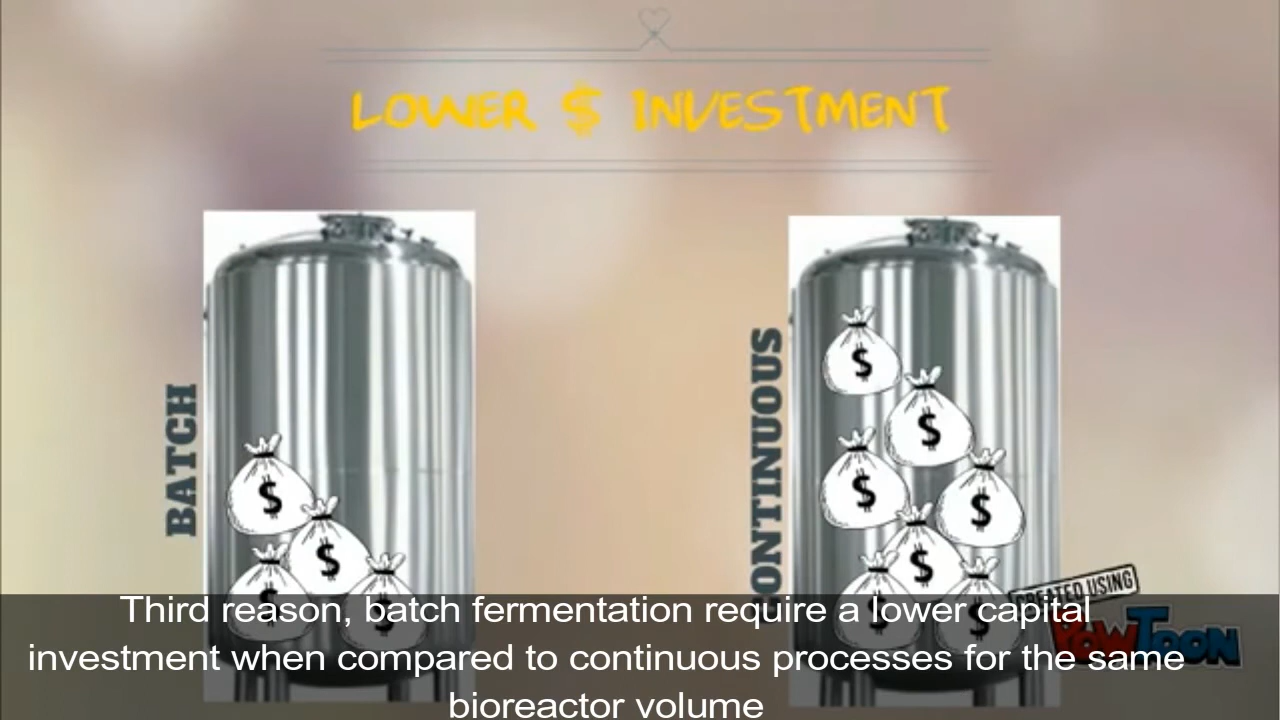 LOWER $ INVESTMENT
BATCH
CONTINUOUS
$
$
$
$
$
$
$
$
$
$
$
CREATED USING
POWTOON
Third reason, batch fermentation require a lower capital
investment when compared to continuous processes for the same
bioreactor volume